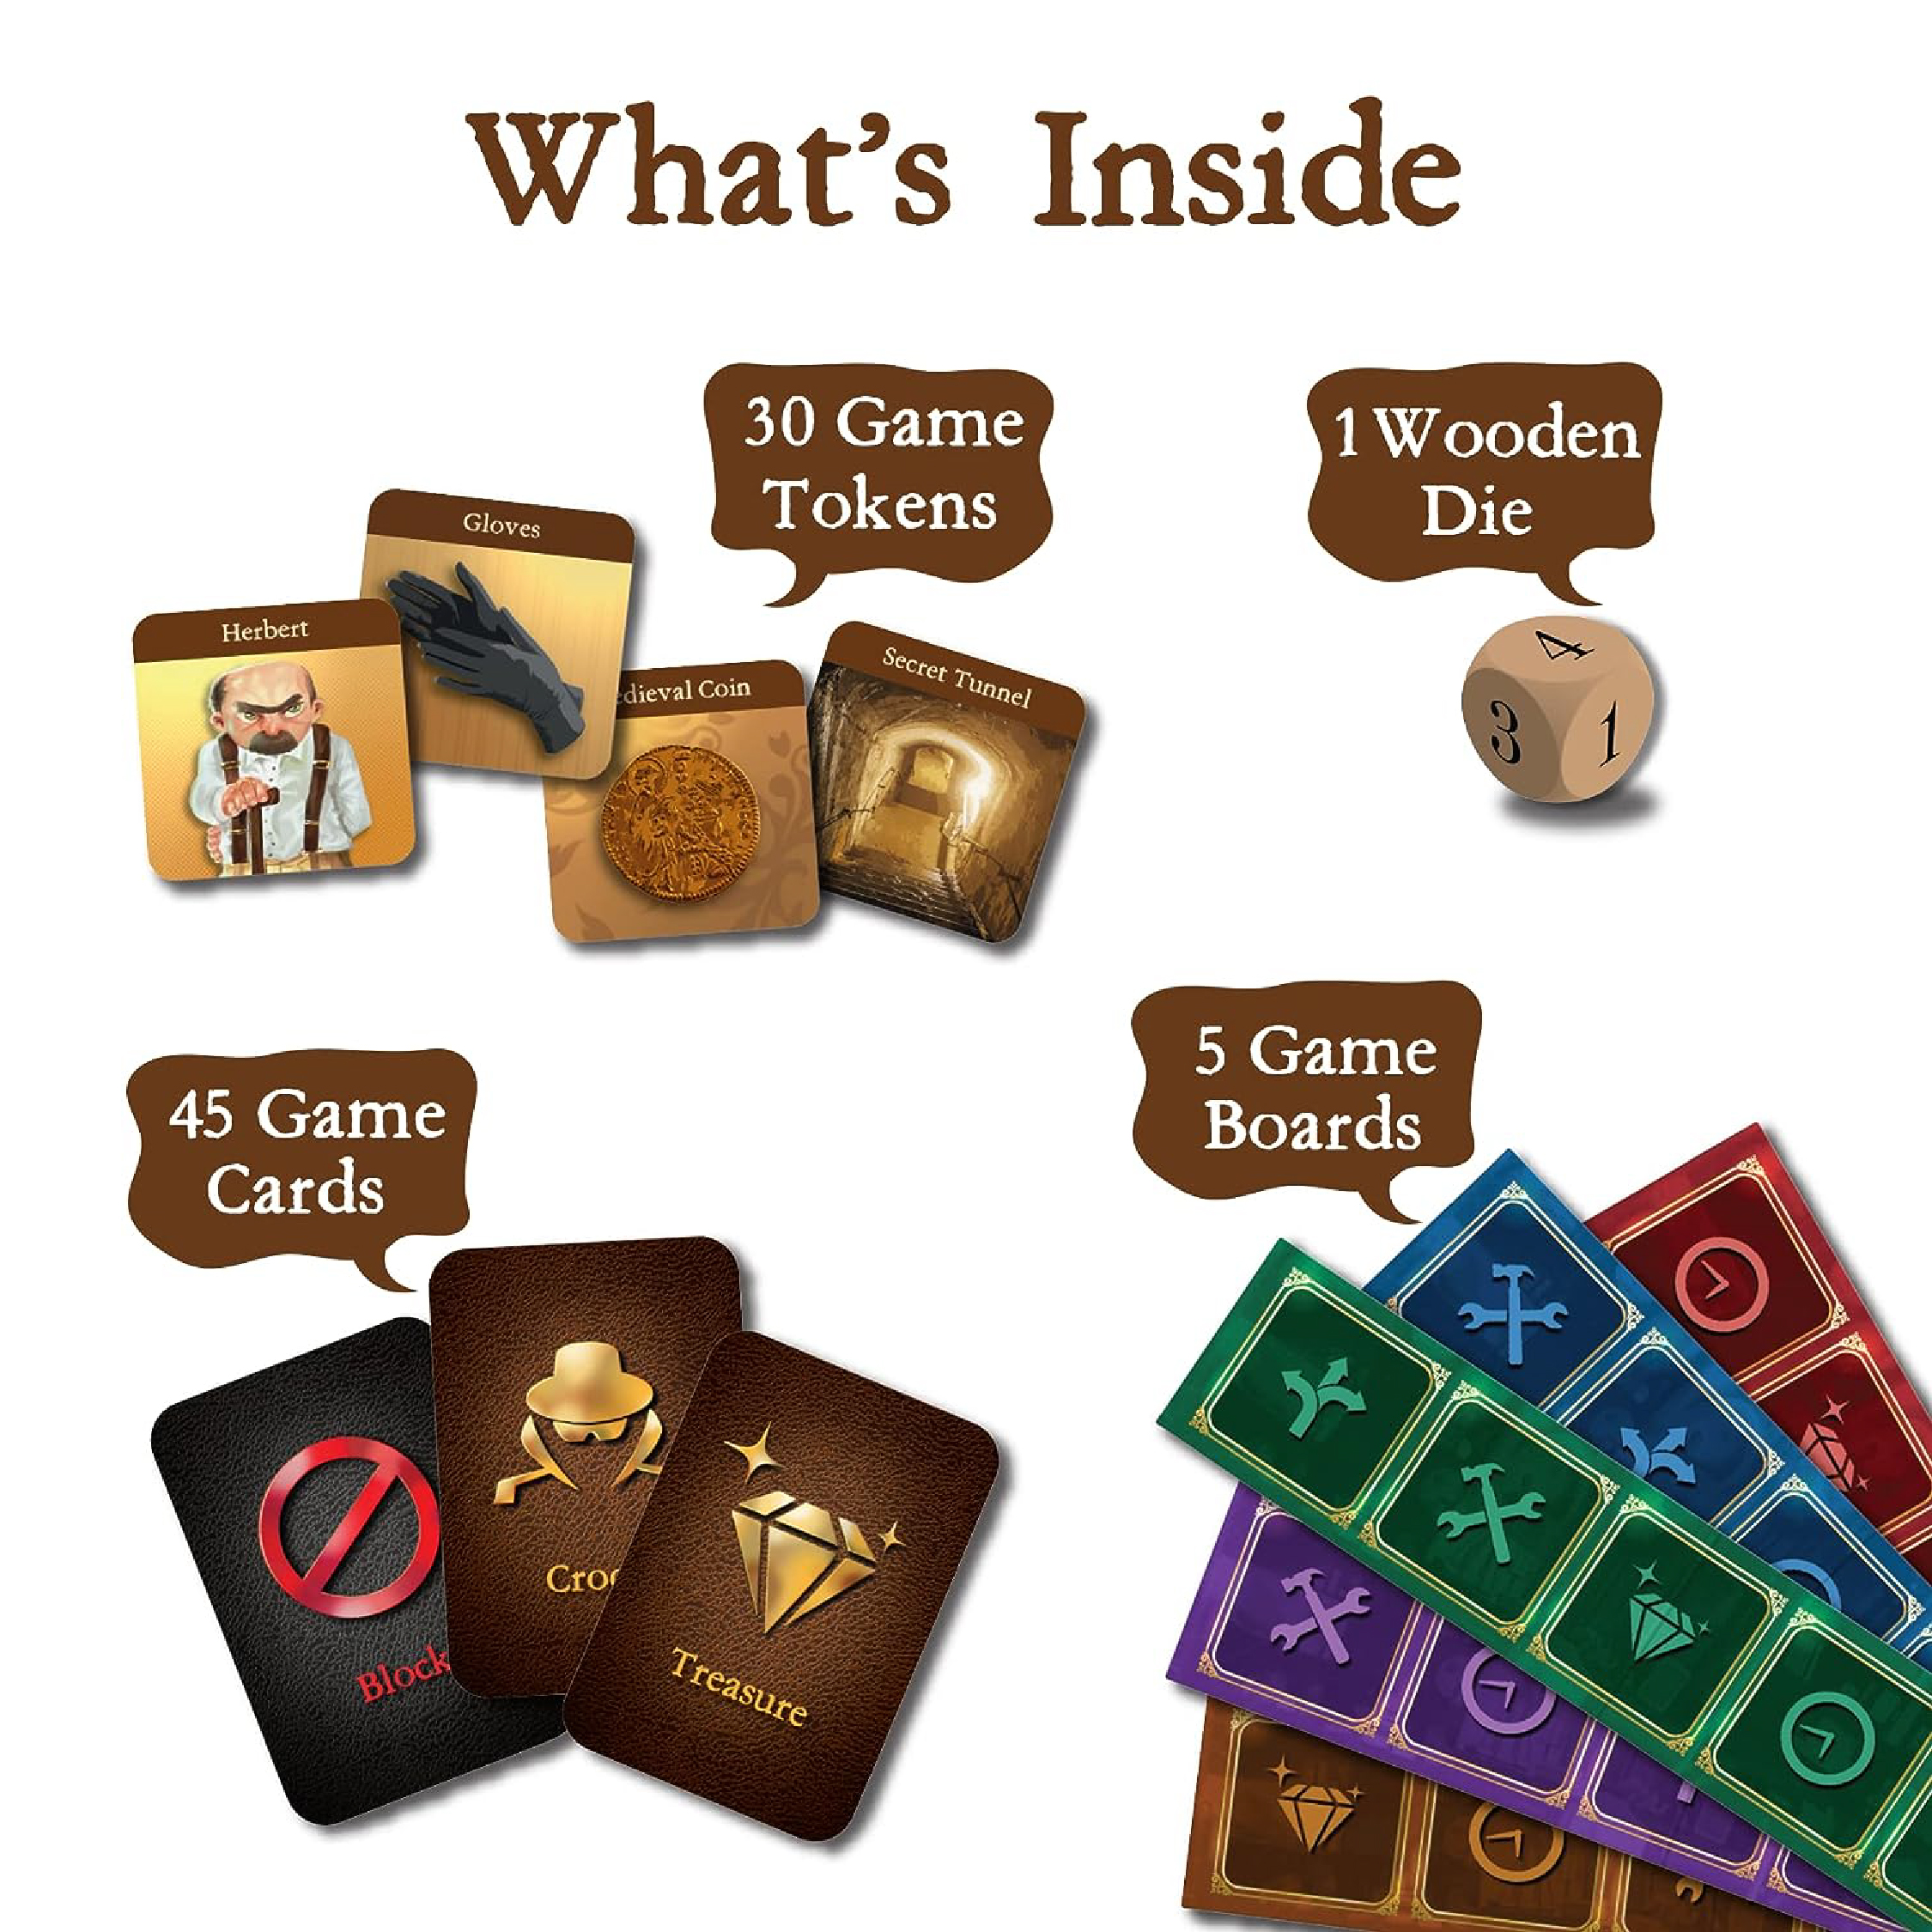 What's Inside
30 Game
Tokens
1 Wooden
Die
Gloves
Herbert
dieval Coin
Secret Tunnel
4
3
1
45 Game
Cards
5 Game
Boards
Block
Cro
Treasure